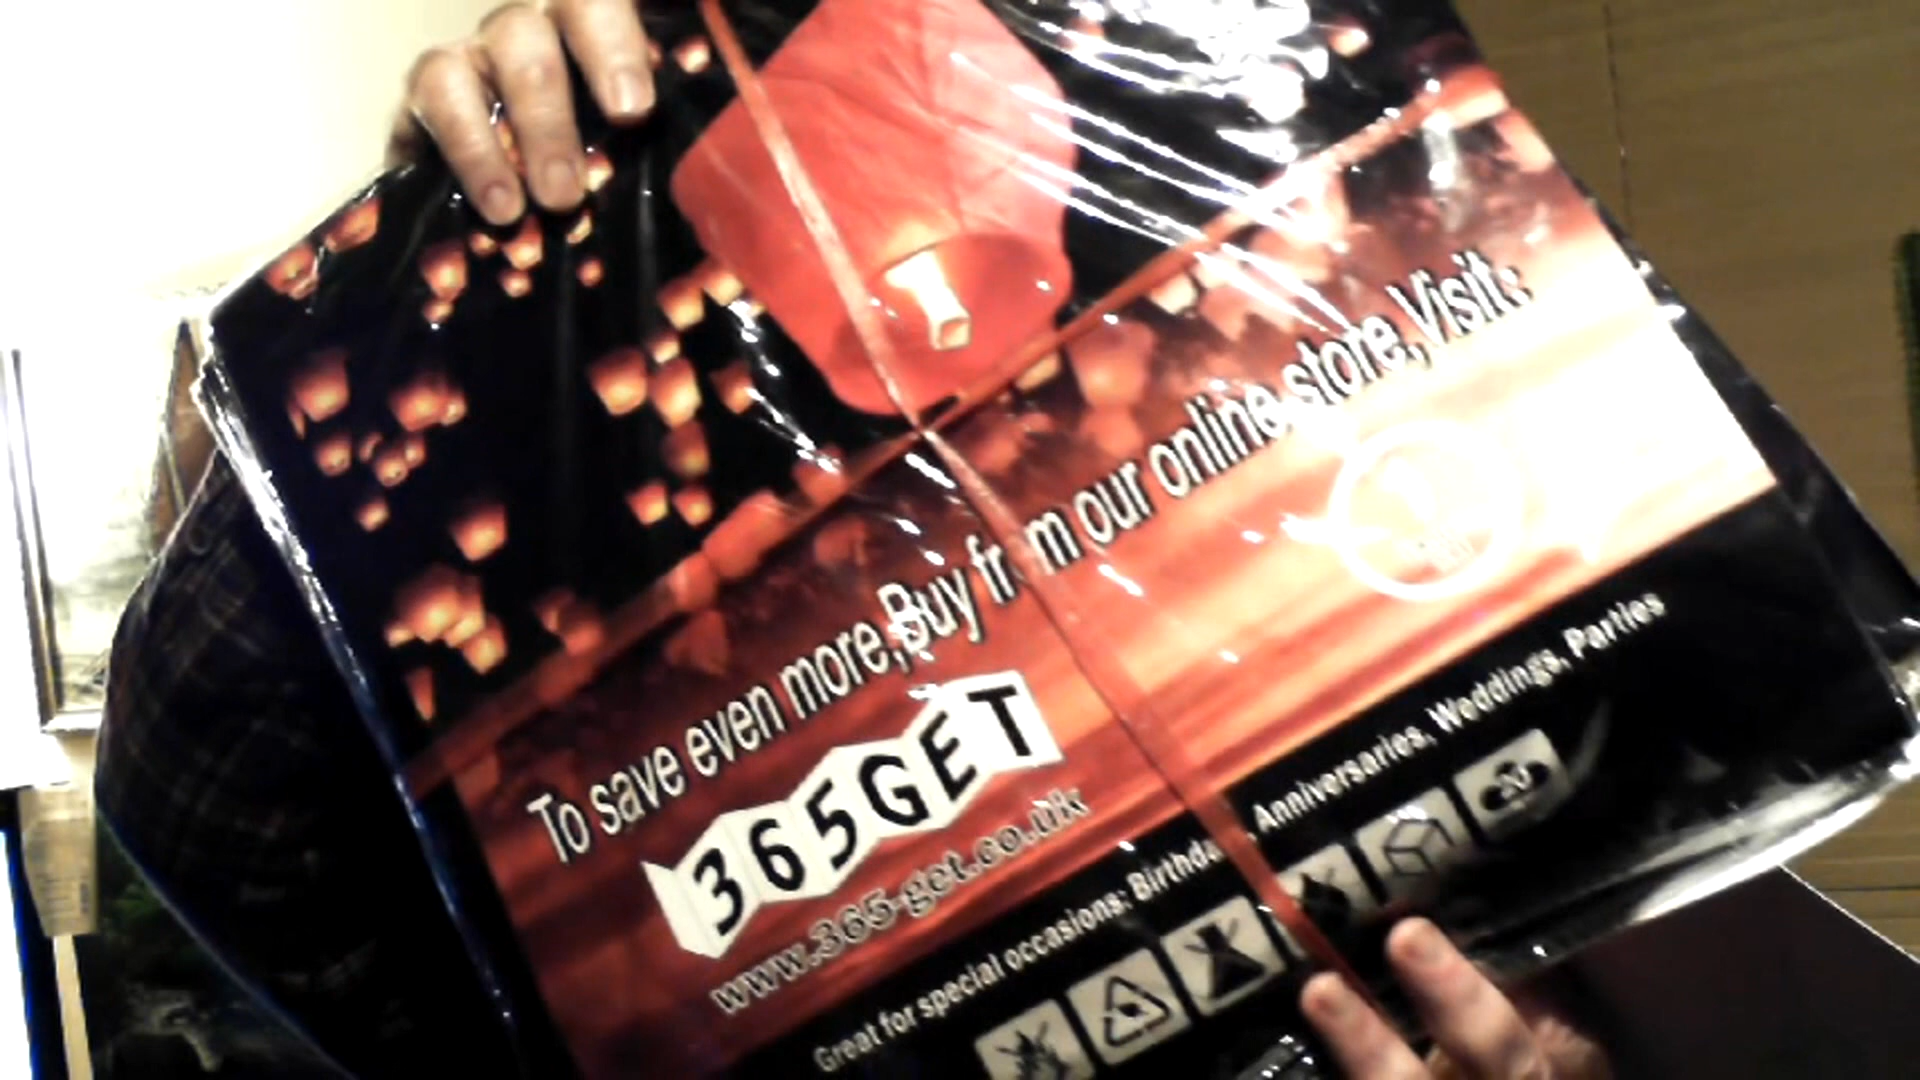 To save even more,Buy from our online store,Visit:
365GET
www.365-get.co.uk
Great for special occasions: Birthday, Anniversaries, Weddings, Parties